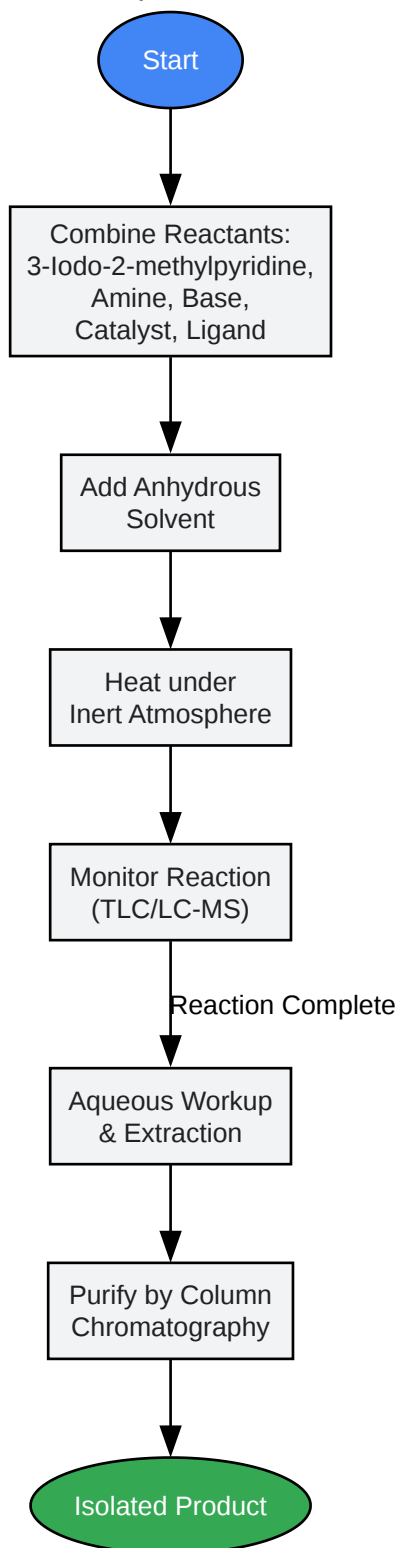 Start
Combine Reactants:
3-Iodo-2-methylpyridine,
Amine, Base,
Catalyst, Ligand
Add Anhydrous
Solvent
Heat under
Inert Atmosphere
Monitor Reaction
(TLC/LC-MS)
Reaction Complete
Aqueous Workup
& Extraction
Purify by Column
Chromatography
Isolated Product